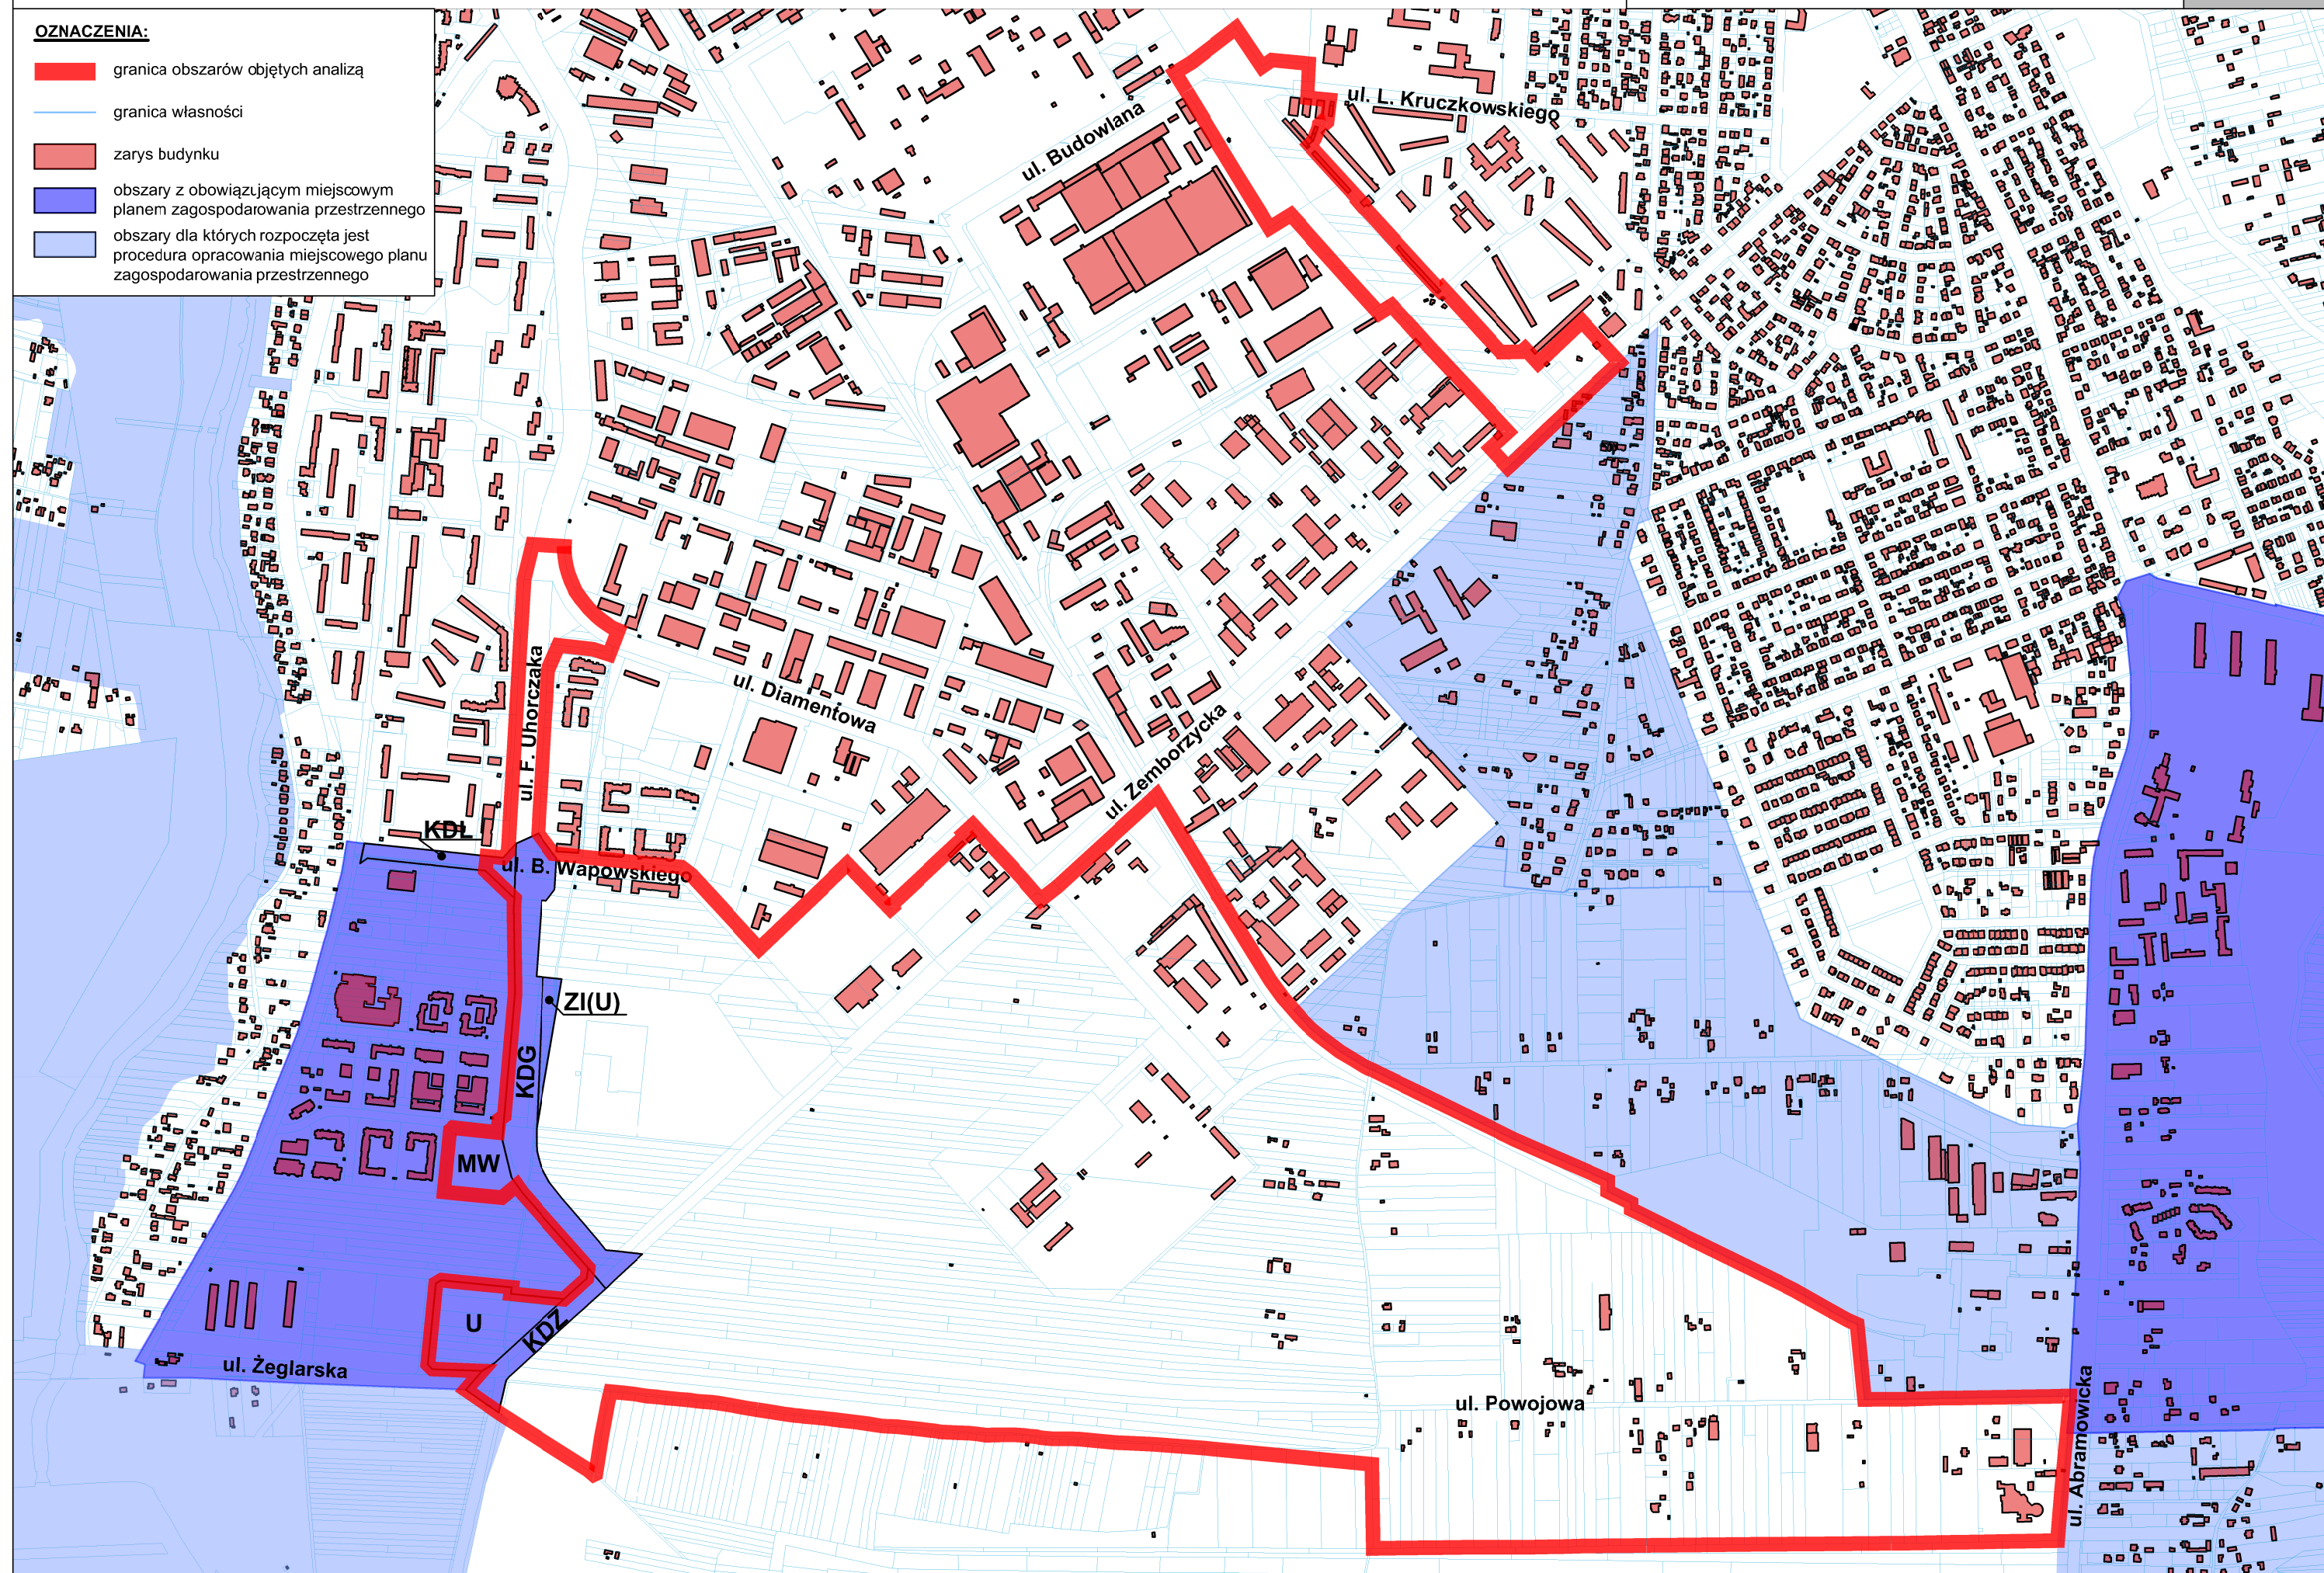 OZNACZENIA:
granica obszarów objętych analizą
granica własności
zarys budynku
obszary z obowiązującym miejscowym
planem zagospodarowania przestrzennego
obszary dla których rozpoczęta jest
procedura opracowania miejscowego planu
zagospodarowania przestrzennego
ul. L. Kruczkowskiego
ul. Budowlana
ul. F. Uhorczaka
ul. Diamentowa
ul. Zemborzycka
KDL
ul. B. Wapowskiego
ZI(U)
KDG
MW
U
KDZ
ul. Żeglarska
ul. Powojowa
ul. Abramowicka